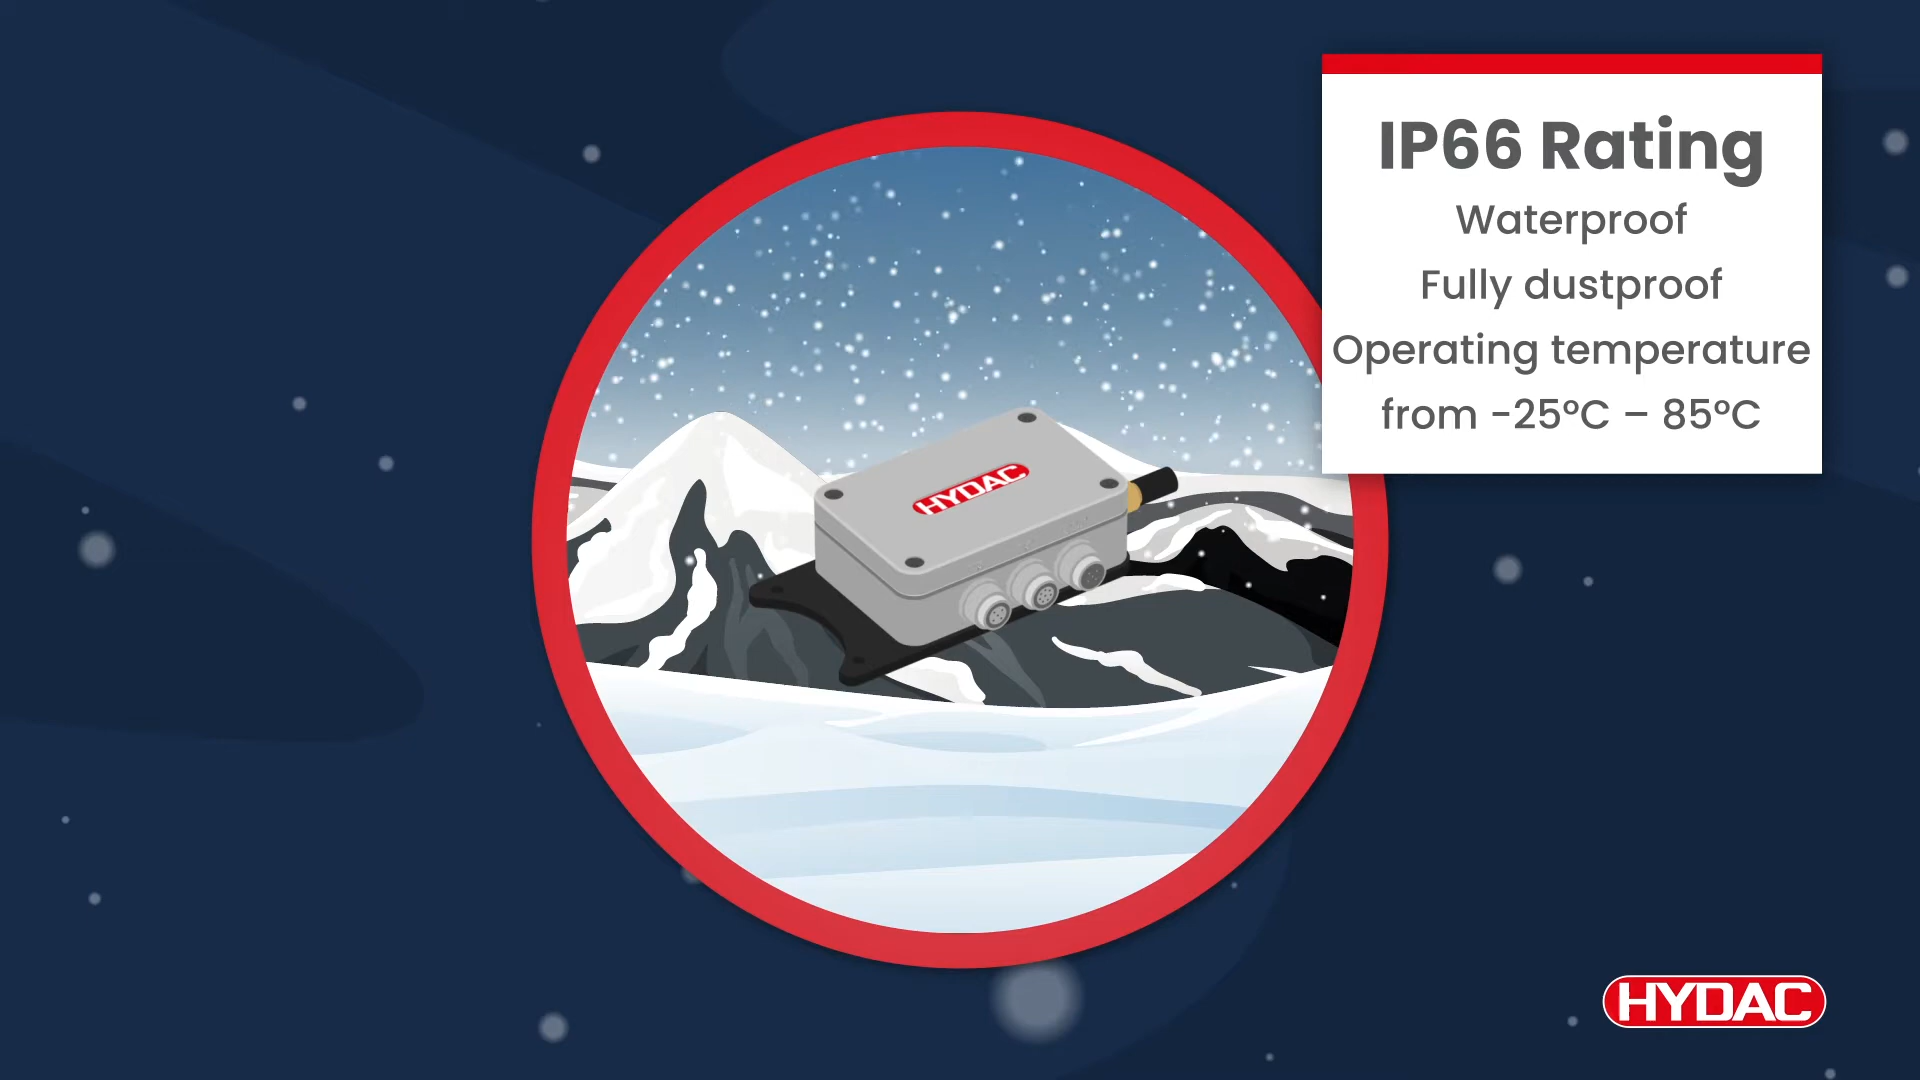 IP66 Rating
Waterproof
Fully dustproof
Operating temperature
from -25°C – 85°C
HYDAC
HYDAC